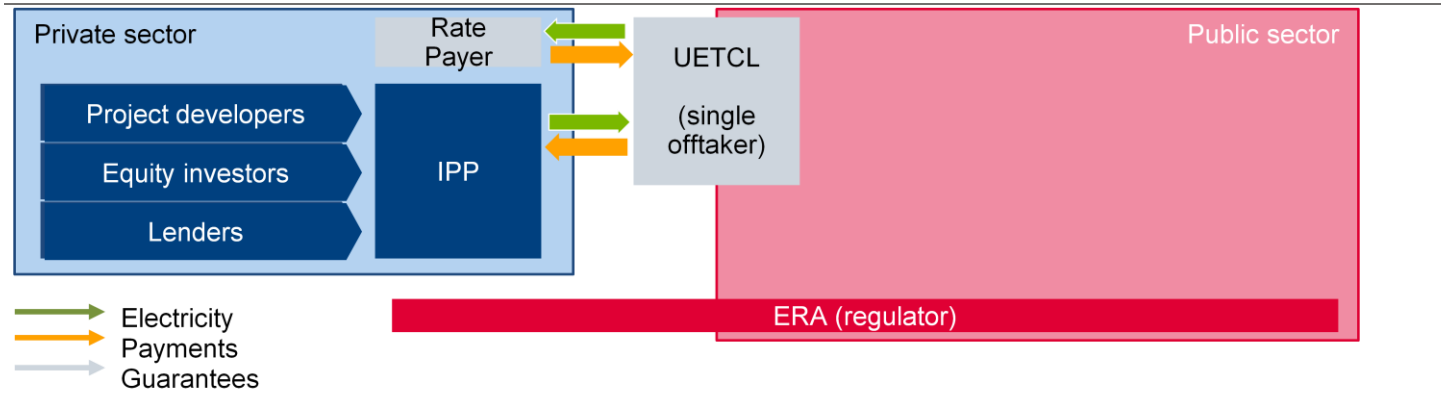 Private sector
Rate
Payer
UETCL
(single
offtaker)
Public sector
Project developers
Equity investors
Lenders
IPP
ERA (regulator)
Electricity
Payments
Guarantees